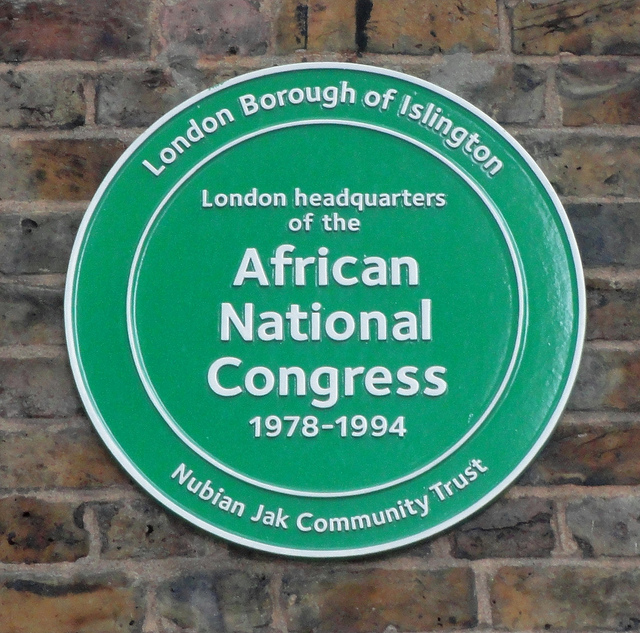 London Borough of Islington
London headquarters
of the
African
National
Congress
1978-1994
Nubian Jak Community Trust